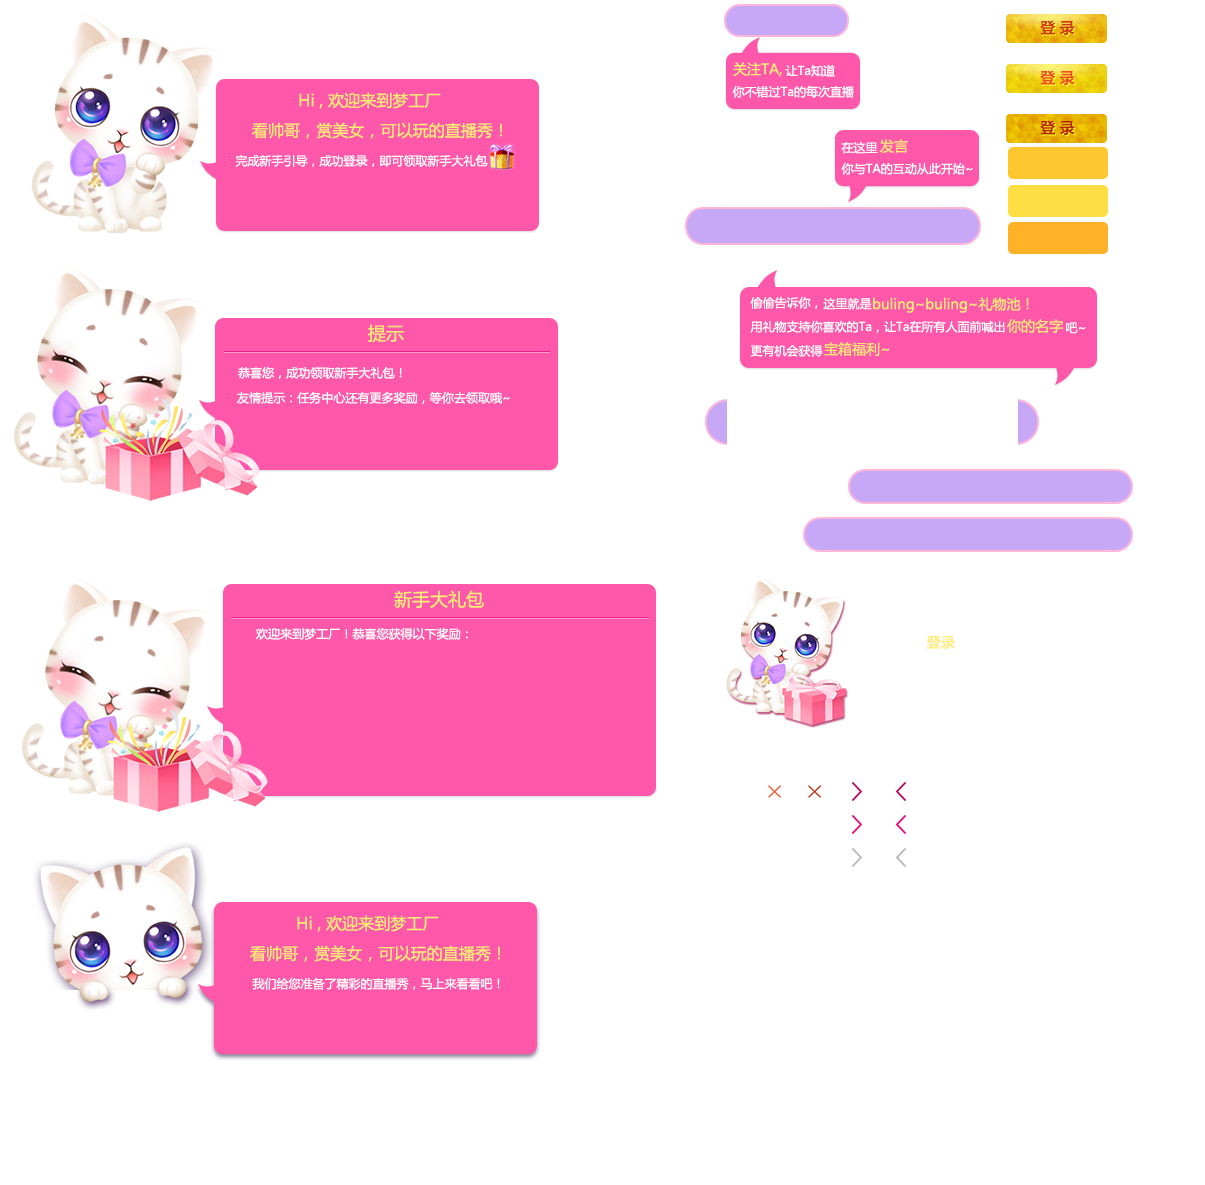 Hi , 欢迎来到梦工厂
看帅哥，赏美女，可以玩的直播秀！
完成新手引导，成功登录，即可领取新手大礼包
提示
恭喜您，成功领取新手大礼包！
友情提示：任务中心还有更多奖励，等你去领取哦~
新手大礼包
欢迎来到梦工厂！恭喜您获得以下奖励：
Hi , 欢迎来到梦工厂
看帅哥，赏美女，可以玩的直播秀！
我们给您准备了精彩的直播秀，马上来看看吧！
关注TA, 让Ta知道
你不错过Ta的每次直播
在这里 发言
你与TA的互动从此开始~
登 录
登 录
登 录
偷偷告诉你，这里就是buling~buling~礼物池！
用礼物支持你喜欢的Ta，让Ta在所有人面前喊出 你的名字 吧~
更有机会获得宝箱福利~
登录